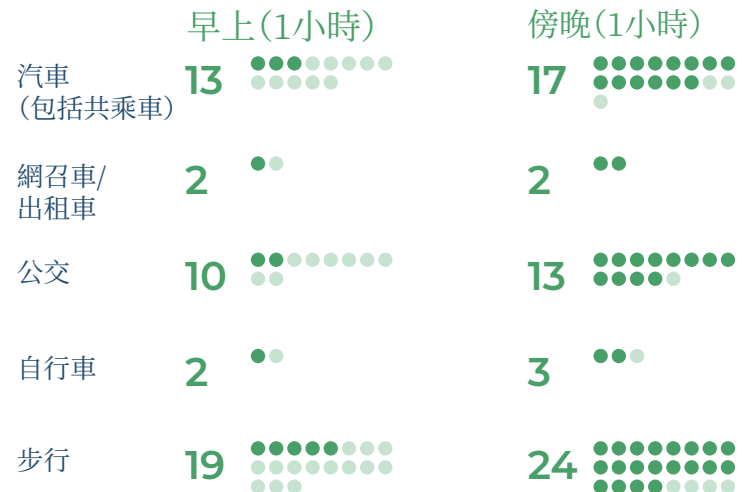 早上（1小時）
傍晚（1小時）
汽車
（包括共乘車）
13
17
網召車/
出租車
2
2
公交
10
13
自行車
2
3
步行
19
24